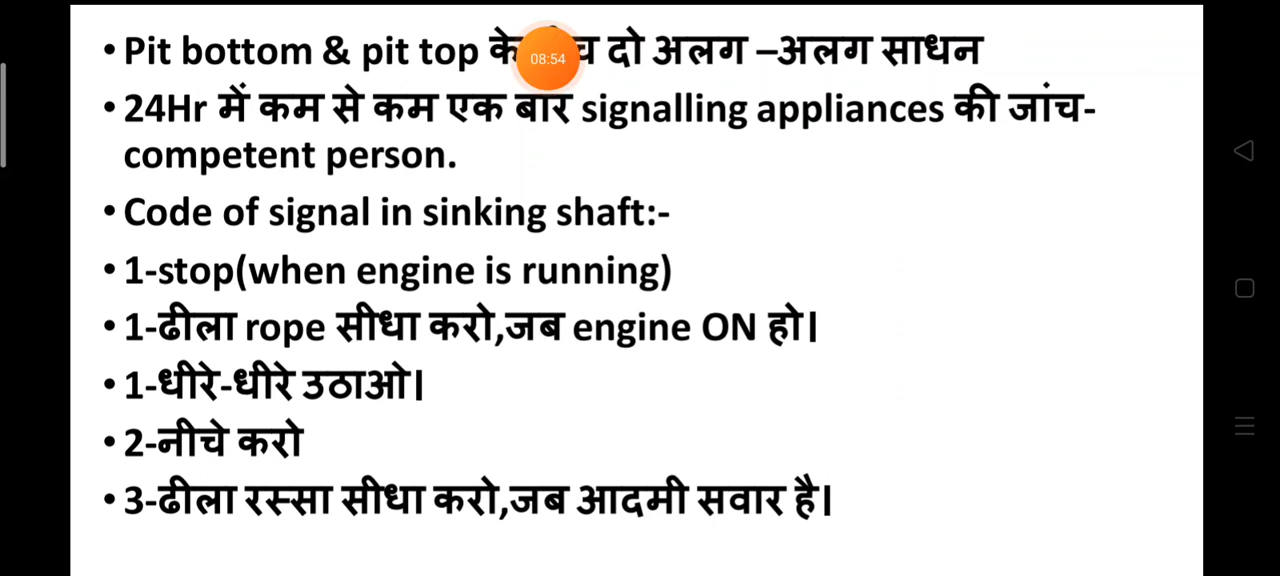 • Pit bottom & pit top के दो अलग –अलग साधन
08:54
• 24Hr में कम से कम एक बार signalling appliances की जांच-
competent person.
• Code of signal in sinking shaft:-
• 1-stop(when engine is running)
• 1-ढीला rope सीधा करो,जब engine ON हो।
• 1-धीरे-धीरे उठाओ।
• 2-नीचे करो
• 3-ढीला रस्सा सीधा करो,जब आदमी सवार है।